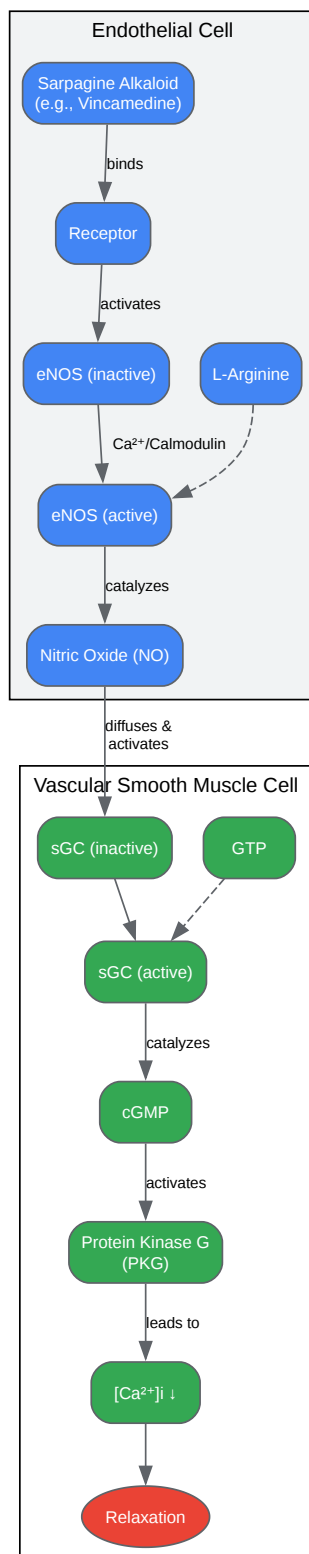 Endothelial Cell
Sarpagine Alkaloid
(e.g., Vincamedine)
binds
Receptor
activates
eNOS (inactive)
L-Arginine
Ca²⁺/Calmodulin
eNOS (active)
catalyzes
Nitric Oxide (NO)
diffuses &
activates
Vascular Smooth Muscle Cell
sGC (inactive)
GTP
sGC (active)
catalyzes
cGMP
activates
Protein Kinase G
(PKG)
leads to
[Ca²⁺]i ↓
Relaxation